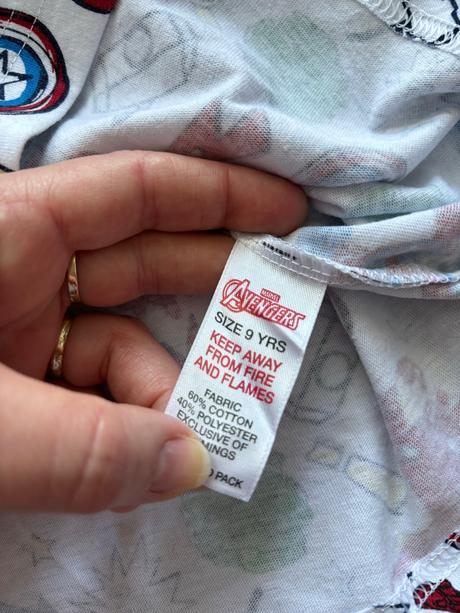 MARVEL
AVENGERS
SIZE 9 YRS
KEEP AWAY
FROM FIRE
AND FLAMES
FABRIC
60% COTTON
40% POLYESTER
EXCLUSIVE OF
PACK